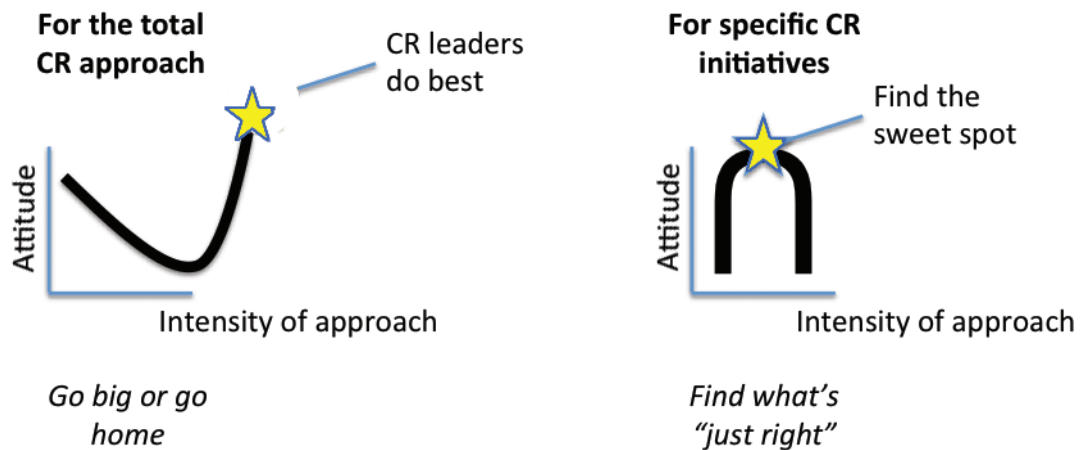 For the total
CR approach
CR leaders
do best
Attitude
Intensity of approach
Go big or go
home
For specific CR
initiatives
Find the
sweet spot
Attitude
Intensity of approach
Find what’s
“just right”